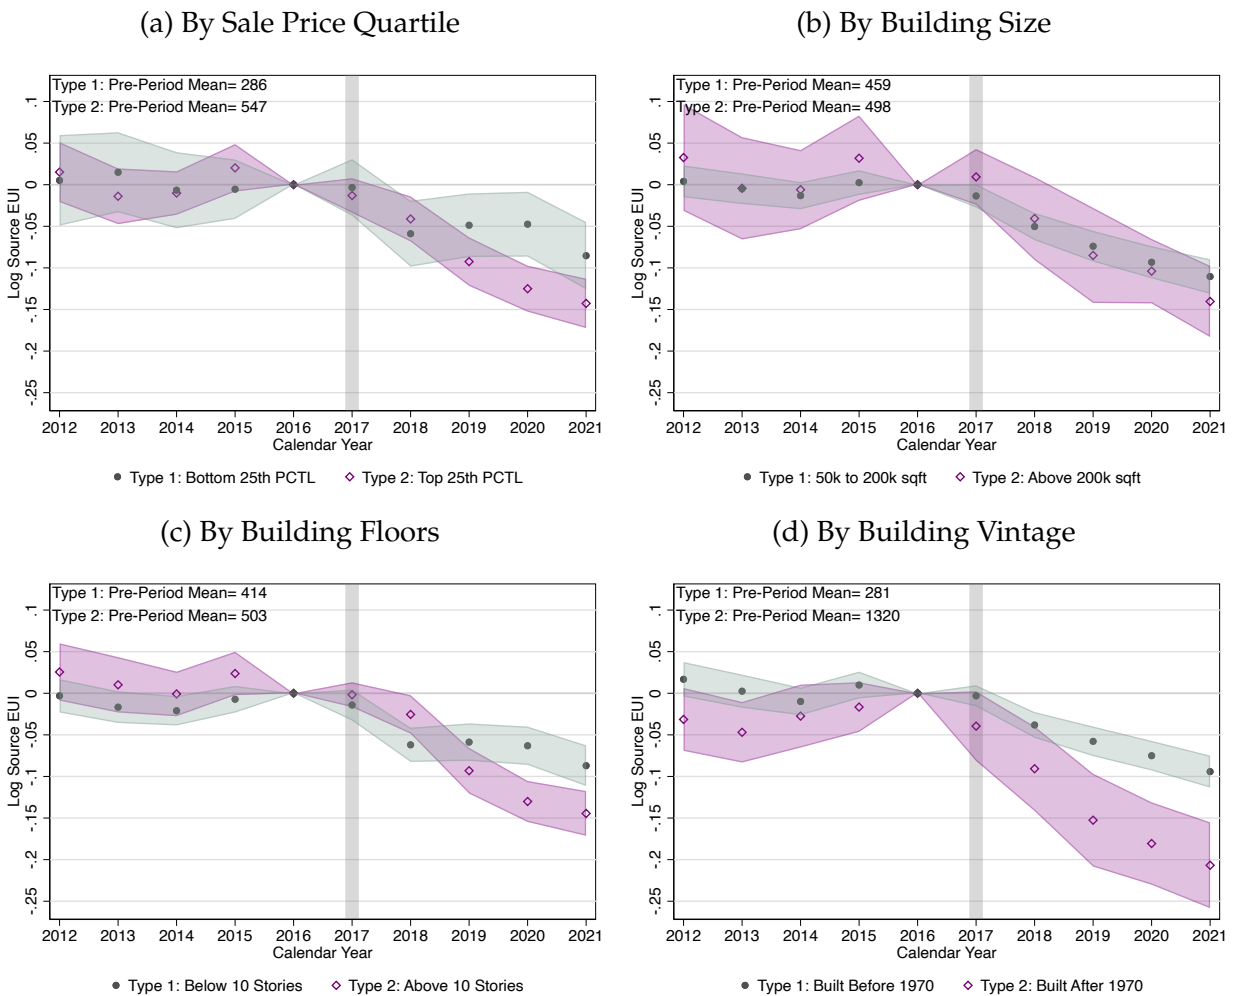 (a) By Sale Price Quartile
Type 1: Pre-Period Mean= 286
Type 2: Pre-Period Mean= 547
Log Source EUI
.1
.05
0
-.05
-.1
-.15
-.2
-.25
2012 2013 2014 2015 2016 2017 2018 2019 2020 2021
Calendar Year
Type 1: Bottom 25th PCTL Type 2: Top 25th PCTL
(b) By Building Size
Type 1: Pre-Period Mean= 459
Type 2: Pre-Period Mean= 498
Log Source EUI
.1
.05
0
-.05
-.1
-.15
-.2
-.25
2012 2013 2014 2015 2016 2017 2018 2019 2020 2021
Calendar Year
Type 1: 50k to 200k sqft Type 2: Above 200k sqft
(c) By Building Floors
Type 1: Pre-Period Mean= 414
Type 2: Pre-Period Mean= 503
Log Source EUI
.1
.05
0
-.05
-.1
-.15
-.2
-.25
2012 2013 2014 2015 2016 2017 2018 2019 2020 2021
Calendar Year
Type 1: Below 10 Stories Type 2: Above 10 Stories
(d) By Building Vintage
Type 1: Pre-Period Mean= 281
Type 2: Pre-Period Mean= 1320
Log Source EUI
.1
.05
0
-.05
-.1
-.15
-.2
-.25
2012 2013 2014 2015 2016 2017 2018 2019 2020 2021
Calendar Year
Type 1: Built Before 1970 Type 2: Built After 1970